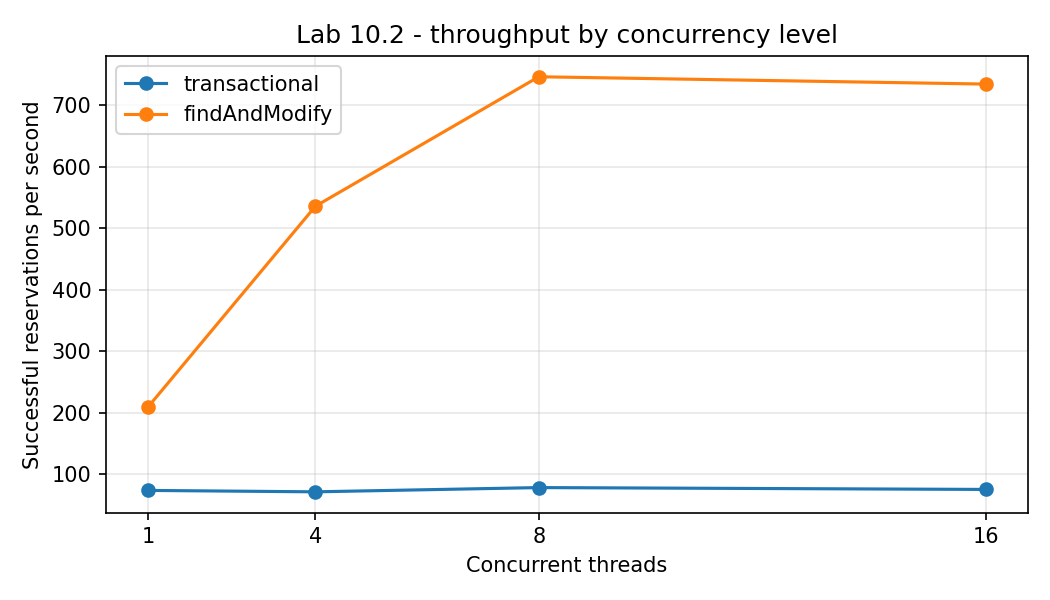 Lab 10.2 - throughput by concurrency level
transactional
findAndModify
Successful reservations per second
700
600
500
400
300
200
100
1 4 8 16
Concurrent threads